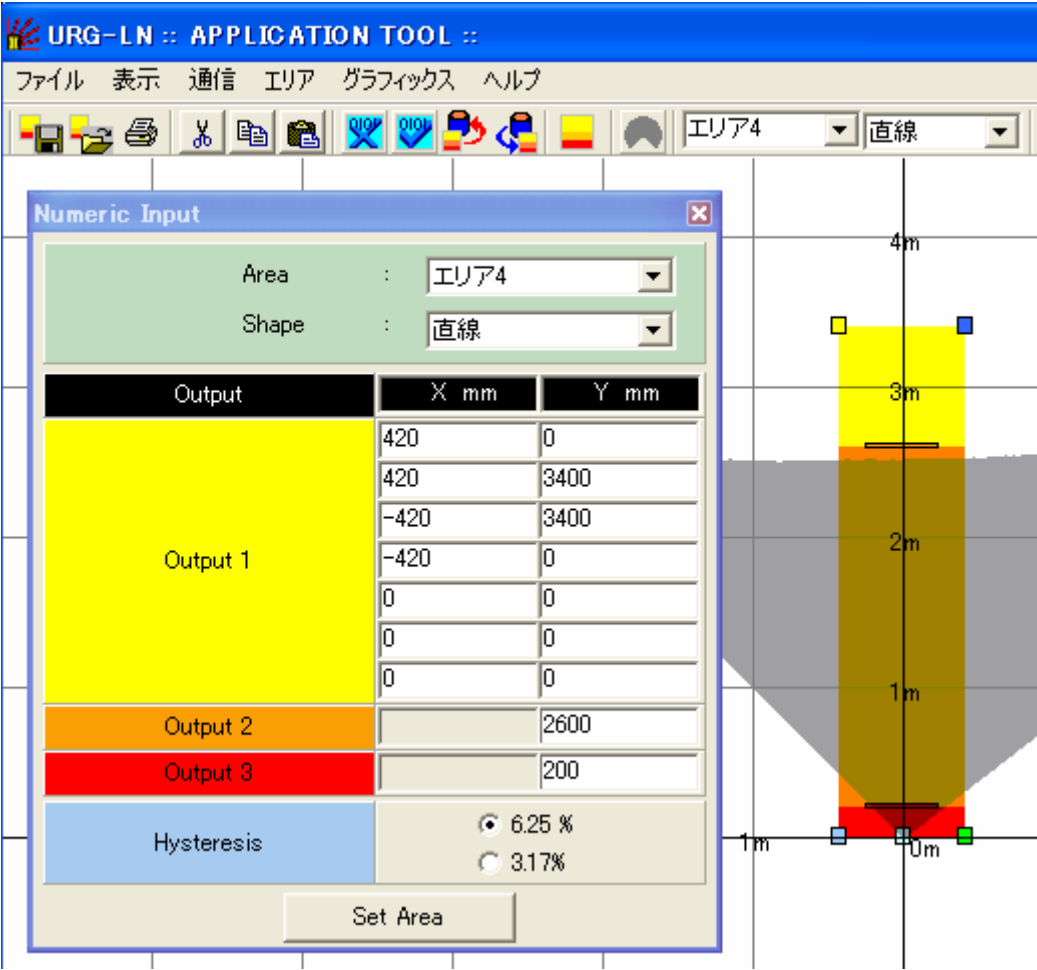 URG-LN :: APPLICATION TOOL ::
ファイル 表示 通信 エリア グラフィックス ヘルプ
エリア4 直線
Numeric Input
Area : エリア4
Shape : 直線
Output X mm Y mm
Output 1
420 0
420 3400
-420 3400
-420 0
0 0
0 0
0 0
Output 2 2600
Output 3 200
Hysteresis
6.25 %
3.17%
Set Area
4m
3m
2m
1m
1m
0m